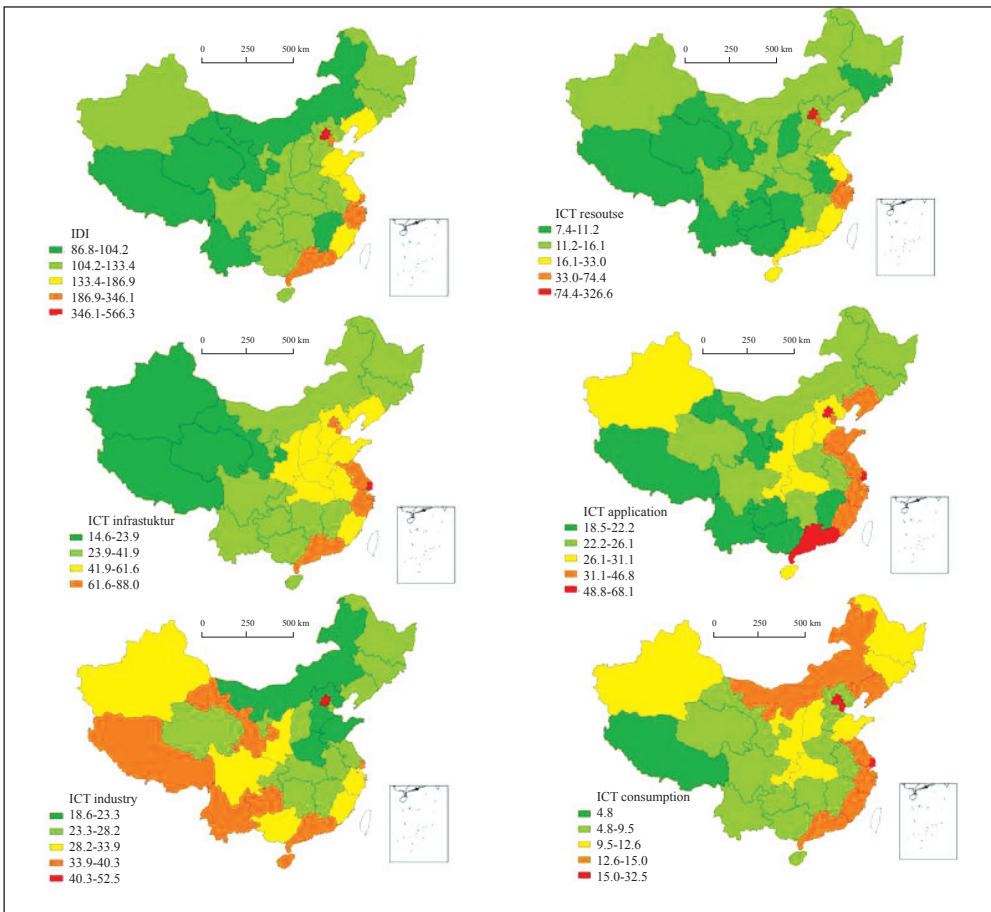 0 250 500 km
IDI
86.8-104.2
104.2-133.4
133.4-186.9
186.9-346.1
346.1-566.3
0 250 500 km
ICT resoutse
7.4-11.2
11.2-16.1
16.1-33.0
33.0-74.4
74.4-326.6
0 250 500 km
ICT infrastuktur
14.6-23.9
23.9-41.9
41.9-61.6
61.6-88.0
0 250 500 km
ICT application
18.5-22.2
22.2-26.1
26.1-31.1
31.1-46.8
48.8-68.1
0 250 500 km
ICT industry
18.6-23.3
23.3-28.2
28.2-33.9
33.9-40.3
40.3-52.5
0 250 500 km
ICT consumption
4.8
4.8-9.5
9.5-12.6
12.6-15.0
15.0-32.5